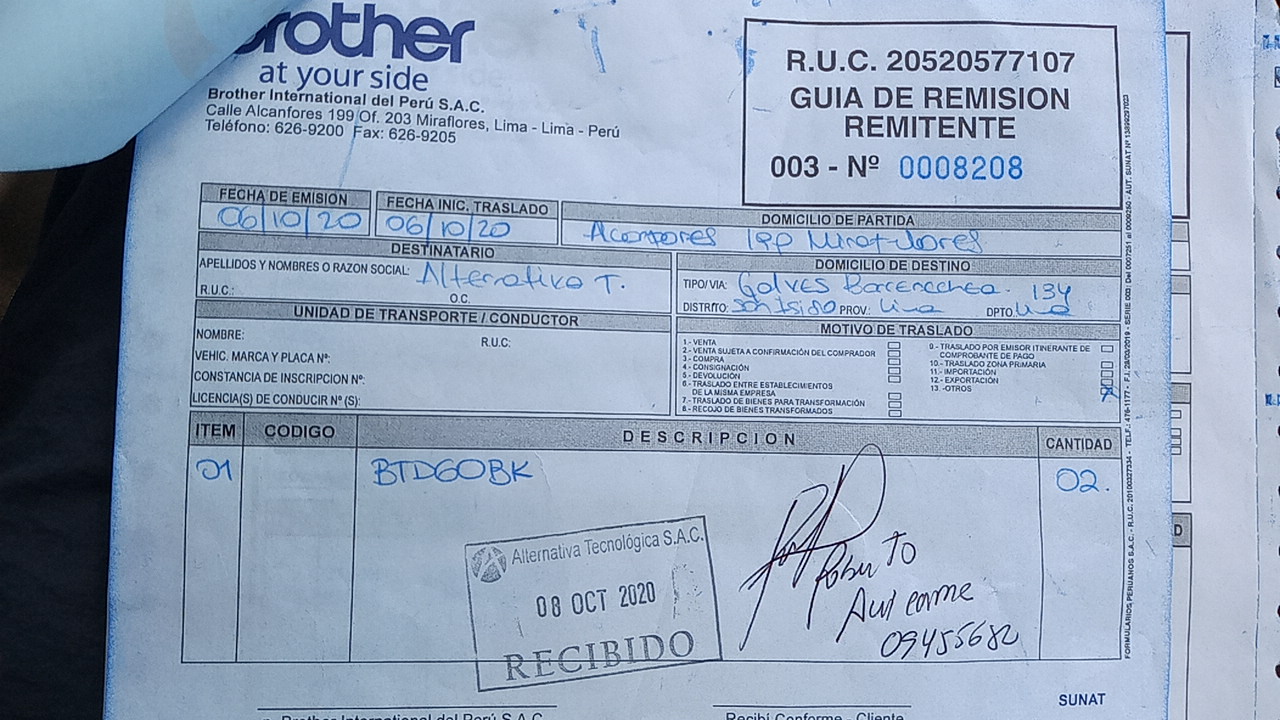 brother
at your side
Brother International del Perú S.A.C.
Calle Alcanfores 199 Of. 203 Miraflores, Lima - Lima - Perú
Teléfono: 626-9200 Fax: 626-9205
R.U.C. 20520577107
GUIA DE REMISION
REMITENTE
003 - Nº 0008208
FECHA DE EMISION
06/10/20
FECHA INIC. TRASLADO
06/10/20
DOMICILIO DE PARTIDA
199 Miraflores
DESTINATARIO
APELLIDOS Y NOMBRES O RAZON SOCIAL: Alternativa T.
R.U.C.: O.C.
DOMICILIO DE DESTINO
TIPO/VIA: Galves Barrenechea. 134
DISTRITO: San Isidro PROV.: Lima DPTO. Lima
UNIDAD DE TRANSPORTE / CONDUCTOR
NOMBRE: R.U.C.:
VEHIC. MARCA Y PLACA Nº:
CONSTANCIA DE INSCRIPCION Nº:
LICENCIA(S) DE CONDUCIR Nº (S):
MOTIVO DE TRASLADO
1.- VENTA
2.- VENTA SUJETA A CONFIRMACIÓN DEL COMPRADOR
3.- COMPRA
4.- CONSIGNACIÓN
5.- DEVOLUCIÓN
6.- TRASLADO ENTRE ESTABLECIMIENTOS
DE LA MISMA EMPRESA
7.- TRASLADO DE BIENES PARA TRANSFORMACIÓN
8.- RECOJO DE BIENES TRANSFORMADOS
9.- TRASLADO POR EMISOR ITINERANTE DE
COMPROBANTE DE PAGO
10.- TRASLADO ZONA PRIMARIA
11.- IMPORTACIÓN
12.- EXPORTACIÓN
13.-OTROS X
ITEM CODIGO DESCRIPCION CANTIDAD
01 BTD60BK 02.
Alternativa Tecnológica S.A.C.
08 OCT 2020
RECIBIDO
Roberto
09455682
SUNAT
Brother International del Perú S.A.C.
Recibí Conforme - Cliente